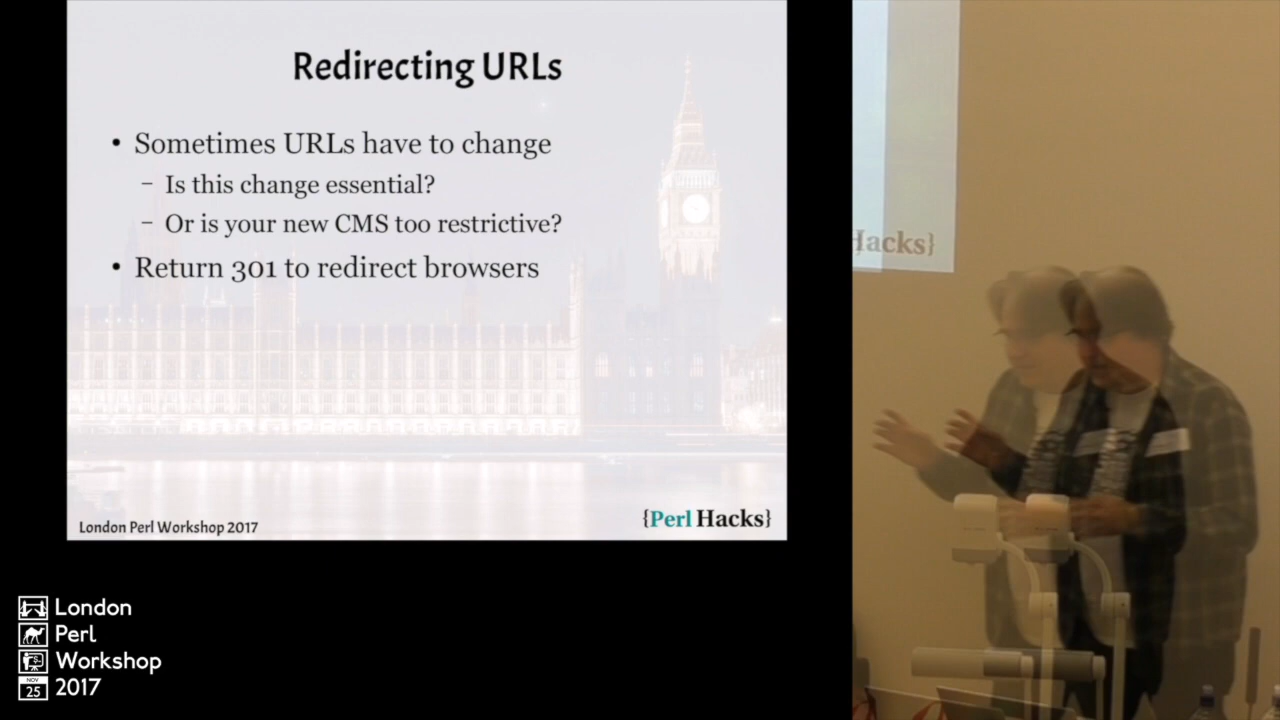 Redirecting URLs
• Sometimes URLs have to change
– Is this change essential?
– Or is your new CMS too restrictive?
• Return 301 to redirect browsers
London Perl Workshop 2017
{Perl Hacks}
Hacks}
London
Perl
Workshop
NOV
25
2017